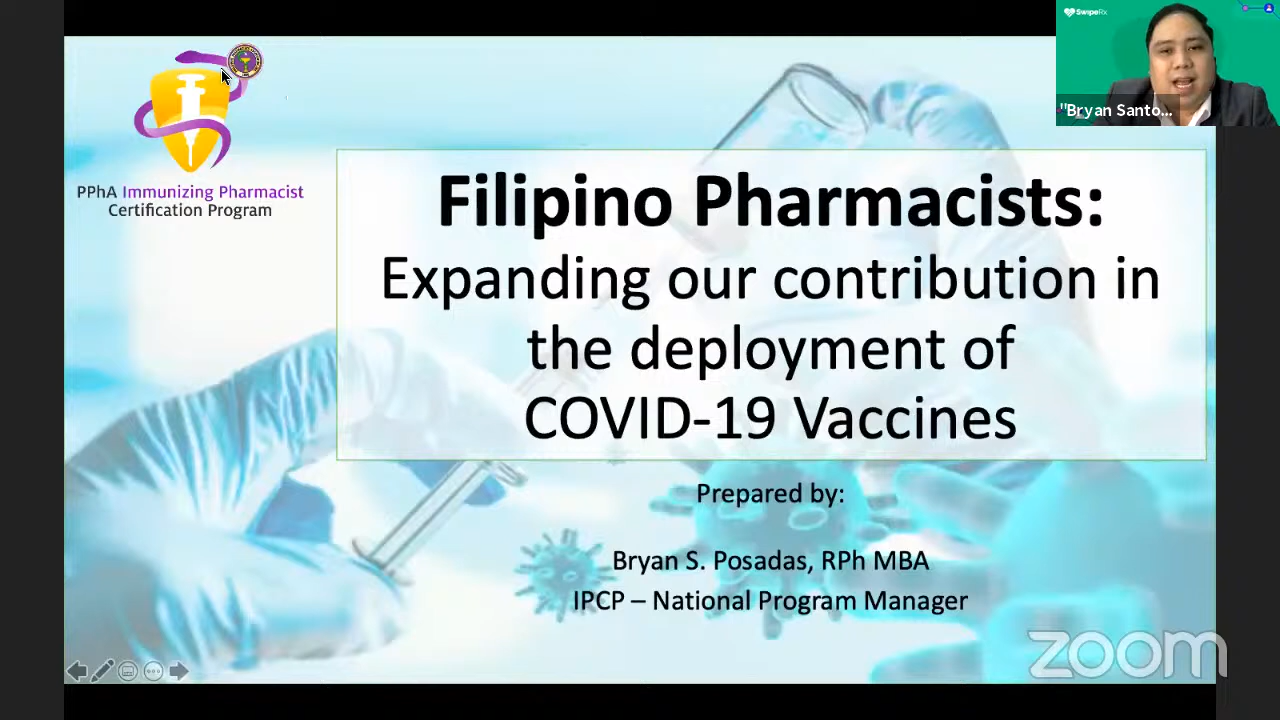 SwipeRx
"Bryan Santo...
PPhA Immunizing Pharmacist
Certification Program
Filipino Pharmacists:
Expanding our contribution in
the deployment of
COVID-19 Vaccines
Prepared by:
Bryan S. Posadas, RPh MBA
IPCP – National Program Manager
zoom